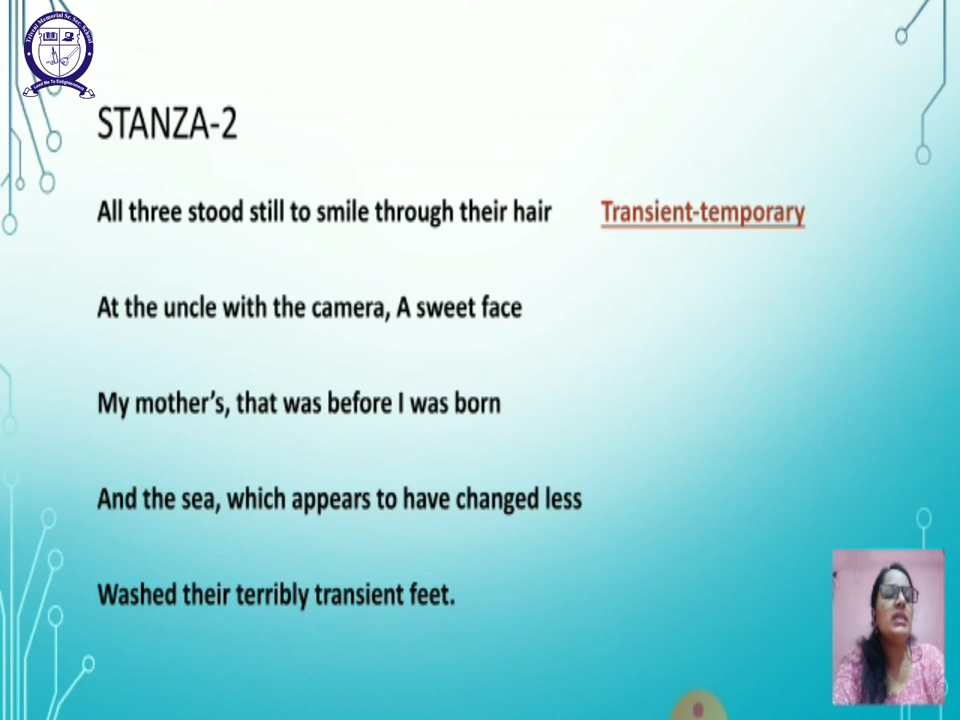 STANZA-2
All three stood still to smile through their hair
Transient-temporary
At the uncle with the camera, A sweet face
My mother's, that was before I was born
And the sea, which appears to have changed less
Washed their terribly transient feet.